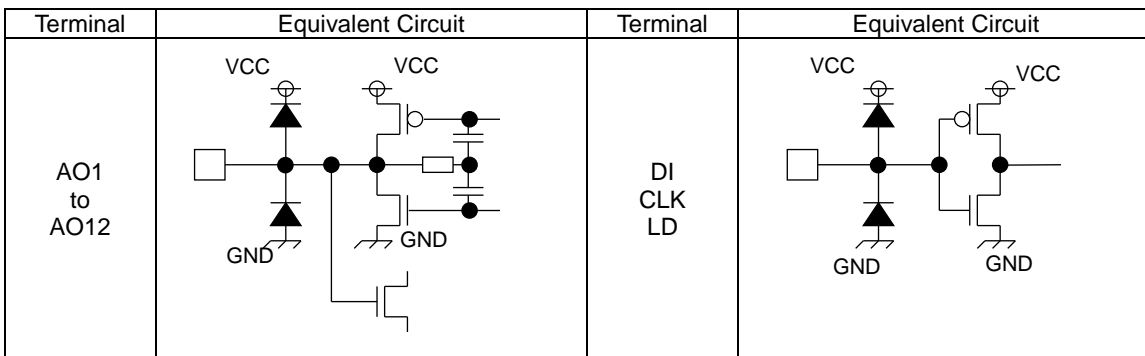 Terminal Equivalent Circuit Terminal Equivalent Circuit
AO1
to
AO12
VCC VCC
GND
GND
DI
CLK
LD
VCC VCC
GND GND